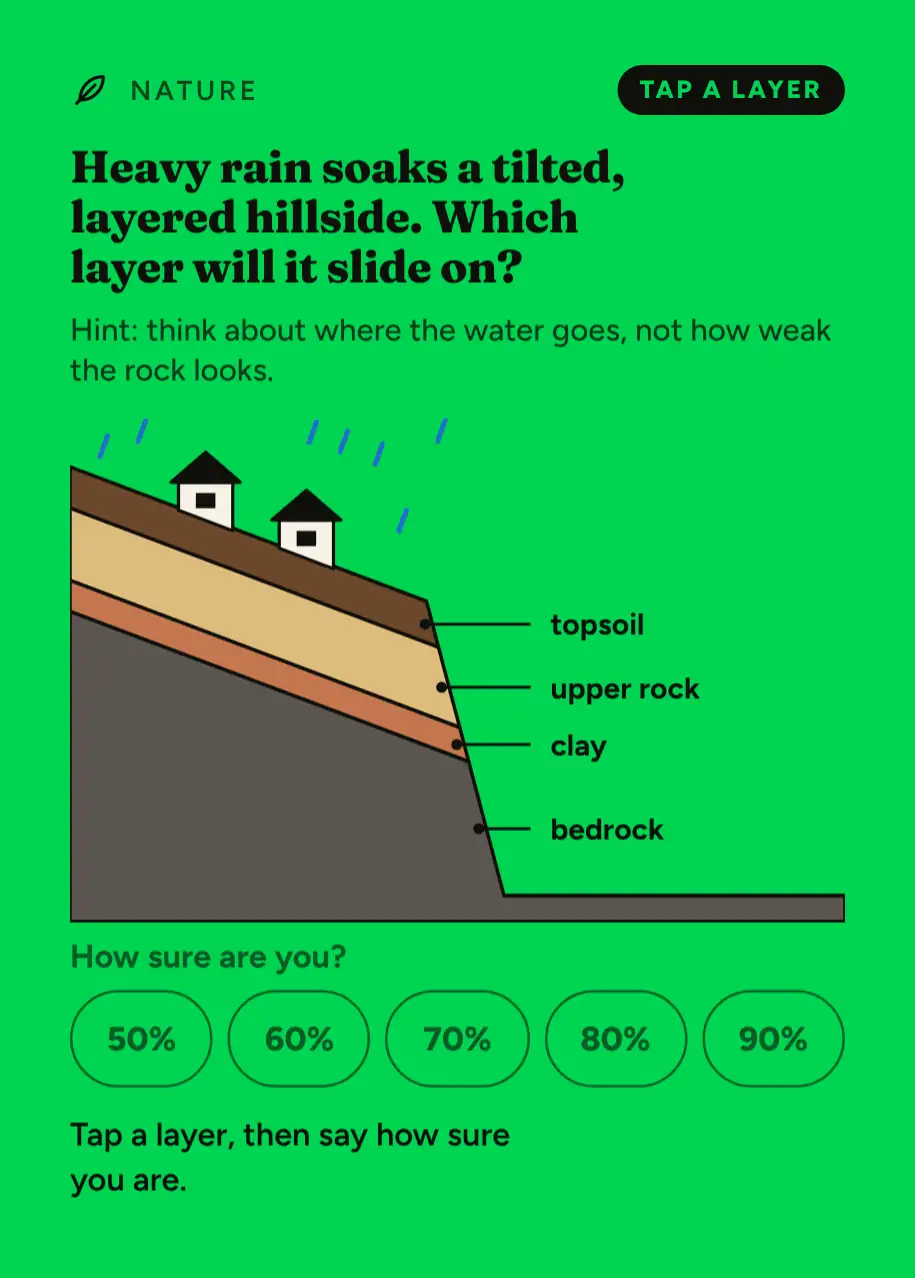 NATURE
TAP A LAYER
Heavy rain soaks a tilted,
layered hillside. Which
layer will it slide on?
Hint: think about where the water goes, not how weak
the rock looks.
topsoil
upper rock
clay
bedrock
How sure are you?
50%
60%
70%
80%
90%
Tap a layer, then say how sure
you are.